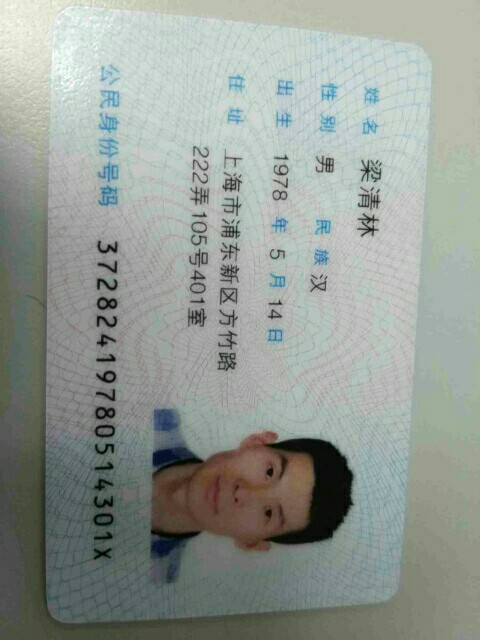 姓名 梁清林
性别 男 民族 汉
出生 1978 年 5 月 14 日
住址 上海市浦东新区方竹路
222弄105号401室
公民身份号码 37282419780514301X